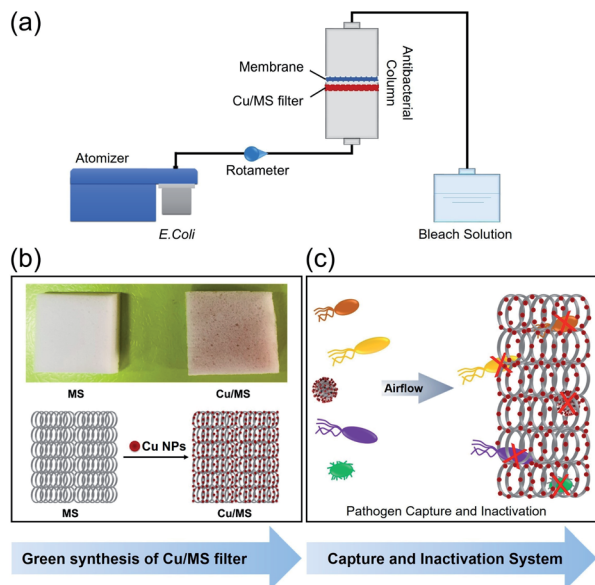 (a)
Membrane
Cu/MS filter
Antibacterial
Column
Atomizer
Rotameter
E.Coli
Bleach Solution
(b)
MS
Cu/MS
Cu NPs
MS
Cu/MS
(c)
Airflow
Pathogen Capture and Inactivation
Green synthesis of Cu/MS filter
Capture and Inactivation System